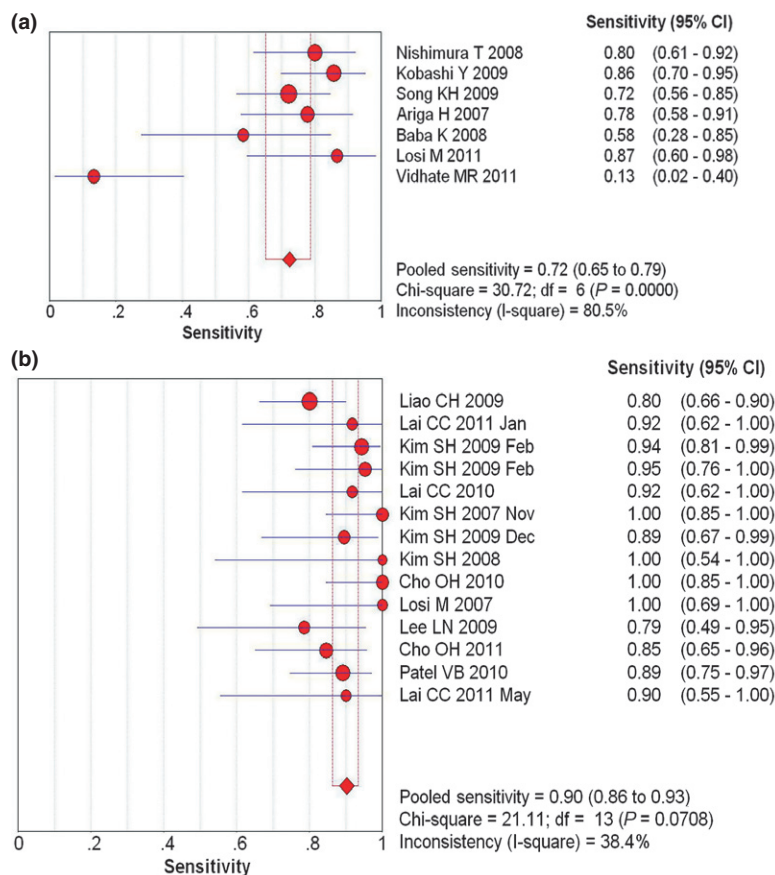 (a)
Sensitivity (95% CI)
Nishimura T 2008 0.80 (0.61 - 0.92)
Kobashi Y 2009 0.86 (0.70 - 0.95)
Song KH 2009 0.72 (0.56 - 0.85)
Ariga H 2007 0.78 (0.58 - 0.91)
Baba K 2008 0.58 (0.28 - 0.85)
Losi M 2011 0.87 (0.60 - 0.98)
Vidhate MR 2011 0.13 (0.02 - 0.40)
Pooled sensitivity = 0.72 (0.65 to 0.79)
Chi-square = 30.72; df = 6 (P = 0.0000)
Inconsistency (I-square) = 80.5%
0 .2 .4 .6 .8 1
Sensitivity
(b)
Sensitivity (95% CI)
Liao CH 2009 0.80 (0.66 - 0.90)
Lai CC 2011 Jan 0.92 (0.62 - 1.00)
Kim SH 2009 Feb 0.94 (0.81 - 0.99)
Kim SH 2009 Feb 0.95 (0.76 - 1.00)
Lai CC 2010 0.92 (0.62 - 1.00)
Kim SH 2007 Nov 1.00 (0.85 - 1.00)
Kim SH 2009 Dec 0.89 (0.67 - 0.99)
Kim SH 2008 1.00 (0.54 - 1.00)
Cho OH 2010 1.00 (0.85 - 1.00)
Losi M 2007 1.00 (0.69 - 1.00)
Lee LN 2009 0.79 (0.49 - 0.95)
Cho OH 2011 0.85 (0.65 - 0.96)
Patel VB 2010 0.89 (0.75 - 0.97)
Lai CC 2011 May 0.90 (0.55 - 1.00)
Pooled sensitivity = 0.90 (0.86 to 0.93)
Chi-square = 21.11; df = 13 (P = 0.0708)
Inconsistency (I-square) = 38.4%
0 .2 .4 .6 .8 1
Sensitivity